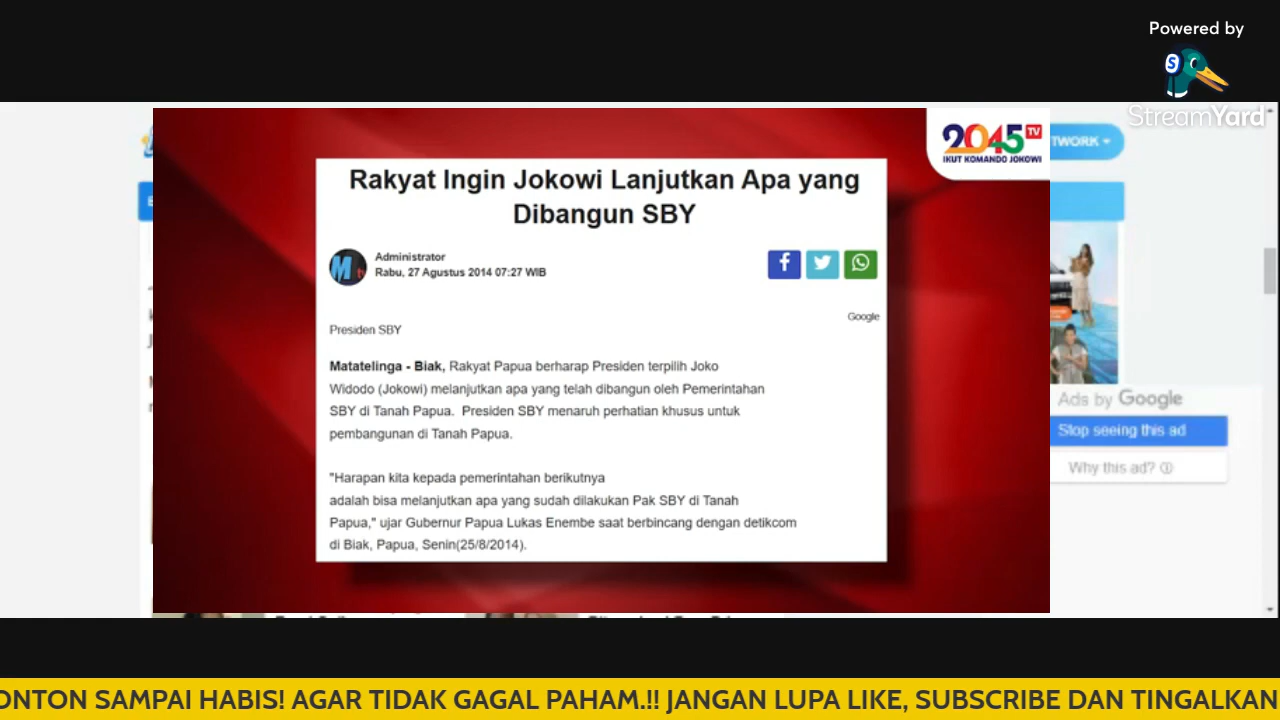 Powered by
StreamYard
2045 TV
IKUT KOMANDO JOKOWI
TWORK
Rakyat Ingin Jokowi Lanjutkan Apa yang
Dibangun SBY
Administrator
Rabu, 27 Agustus 2014 07:27 WIB
Google
Presiden SBY
Matatelinga - Biak, Rakyat Papua berharap Presiden terpilih Joko
Widodo (Jokowi) melanjutkan apa yang telah dibangun oleh Pemerintahan
SBY di Tanah Papua. Presiden SBY menaruh perhatian khusus untuk
pembangunan di Tanah Papua.
"Harapan kita kepada pemerintahan berikutnya
adalah bisa melanjutkan apa yang sudah dilakukan Pak SBY di Tanah
Papua," ujar Gubernur Papua Lukas Enembe saat berbincang dengan detikcom
di Biak, Papua, Senin(25/8/2014).
Ads by Google
Stop seeing this ad
Why this ad?
ONTON SAMPAI HABIS! AGAR TIDAK GAGAL PAHAM.!! JANGAN LUPA LIKE, SUBSCRIBE DAN TINGALKAN